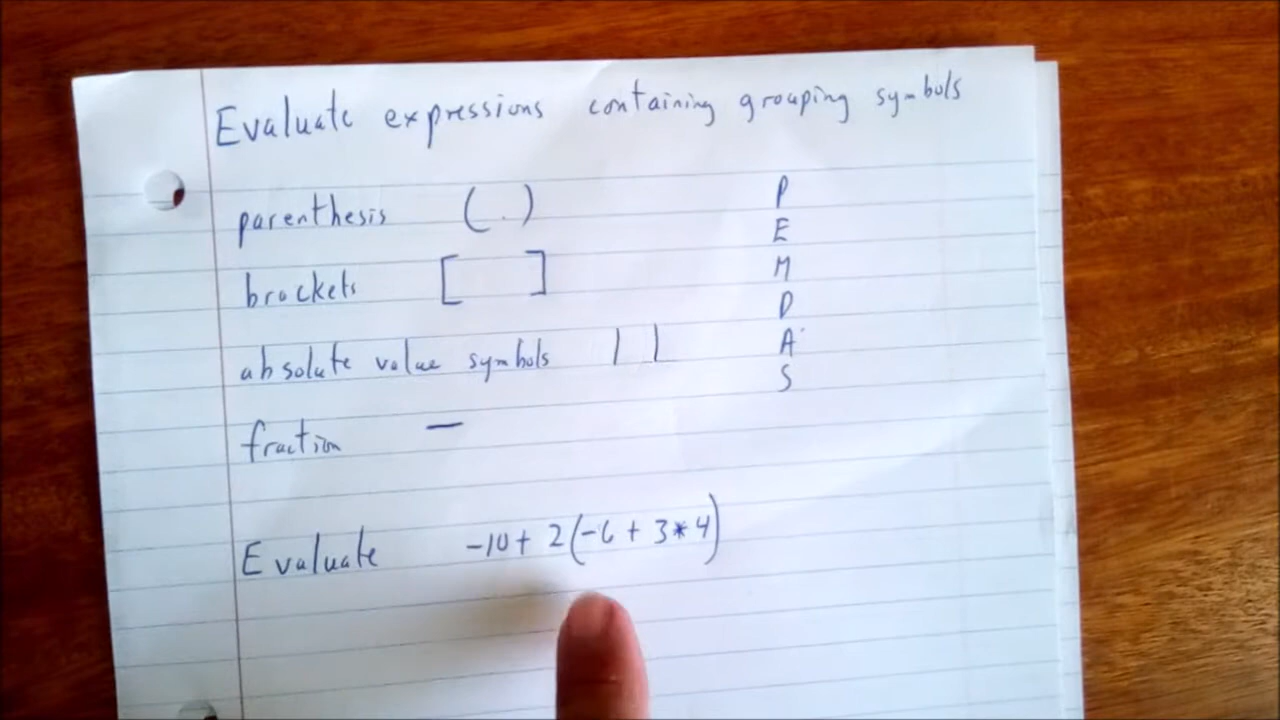 Evaluate expressions containing grouping symbols
parenthesis ( . ) P
E
brackets [ ] M
D
absolute value symbols | | A
S
fraction —
Evaluate -10 + 2(-6 + 3*4)